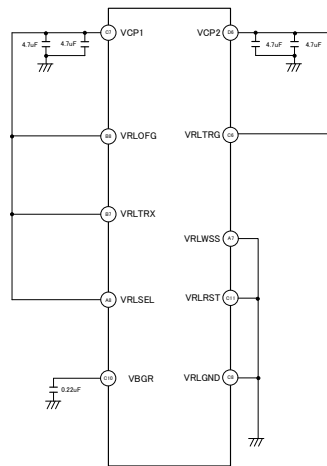 C7 VCP1 VCP2 D6
4.7uF 4.7uF 4.7uF 4.7uF
B8 VRLOFG VRLTRG C6
B7 VRLTRX
VRLWSS A7
A8 VRLSEL VRLRST C11
C10 VBGR VRLGND C9
0.22uF